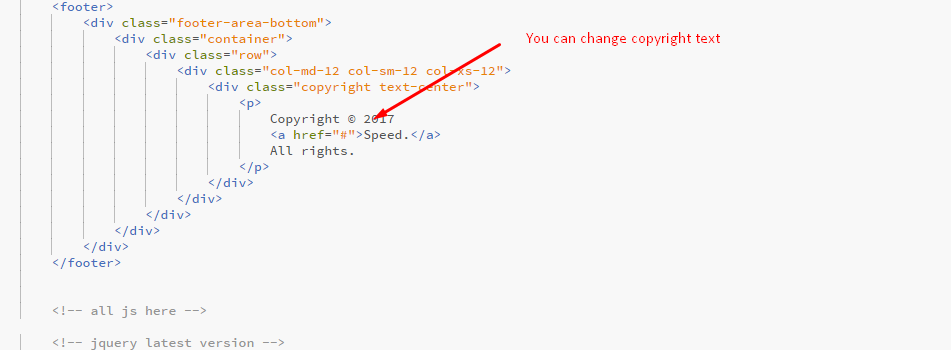 <footer>
<div class="footer-area-bottom">
<div class="container">
You can change copyright text
<div class="row">
<div class="col-md-12 col-sm-12 col-xs-12">
<div class="copyright text-center">
<p>
Copyright © 2017
<a href="#">Speed.</a>
All rights.
</p>
</div>
</div>
</div>
</div>
</div>
</footer>
<!-- all js here -->
<!-- jquery latest version -->